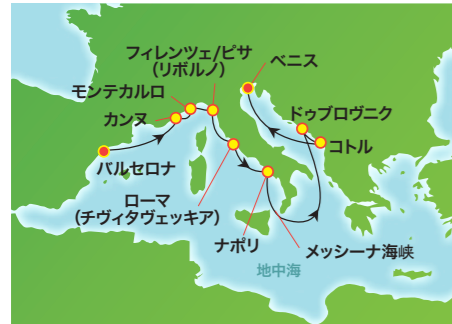 フィレンツェ/ピサ
(リボルノ)
ベニス
モンテカルロ
カンヌ
ドゥブロヴニク
コトル
バルセロナ
ローマ
(チヴィタヴェッキア)
ナポリ
メッシーナ海峡
地中海